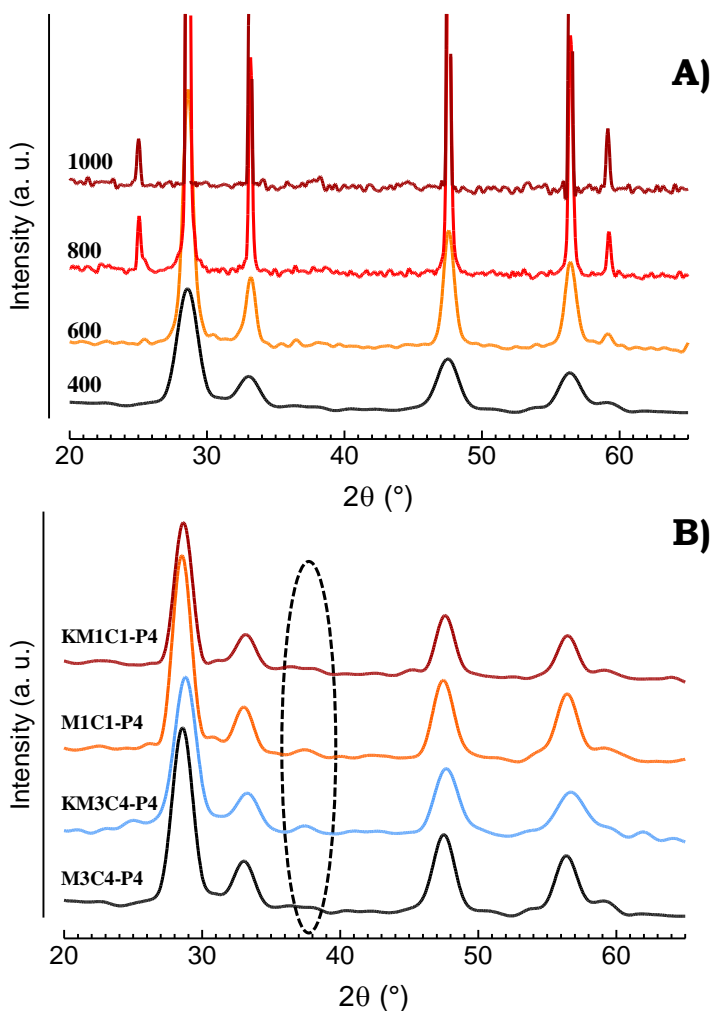 A)
Intensity (a. u.)
1000
800
600
400
20 30 40 50 60
2θ (°)
B)
Intensity (a. u.)
KM1C1-P4
M1C1-P4
KM3C4-P4
M3C4-P4
20 30 40 50 60
2θ (°)